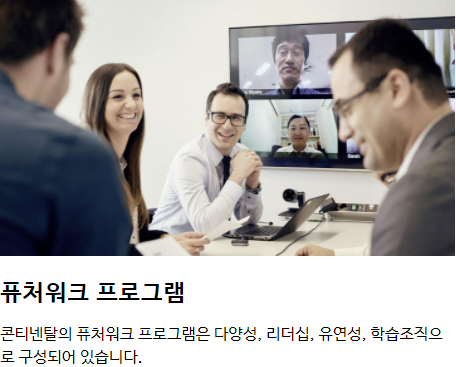 퓨처워크 프로그램
콘티넨탈의 퓨처워크 프로그램은 다양성, 리더십, 유연성, 학습조직으
로 구성되어 있습니다.